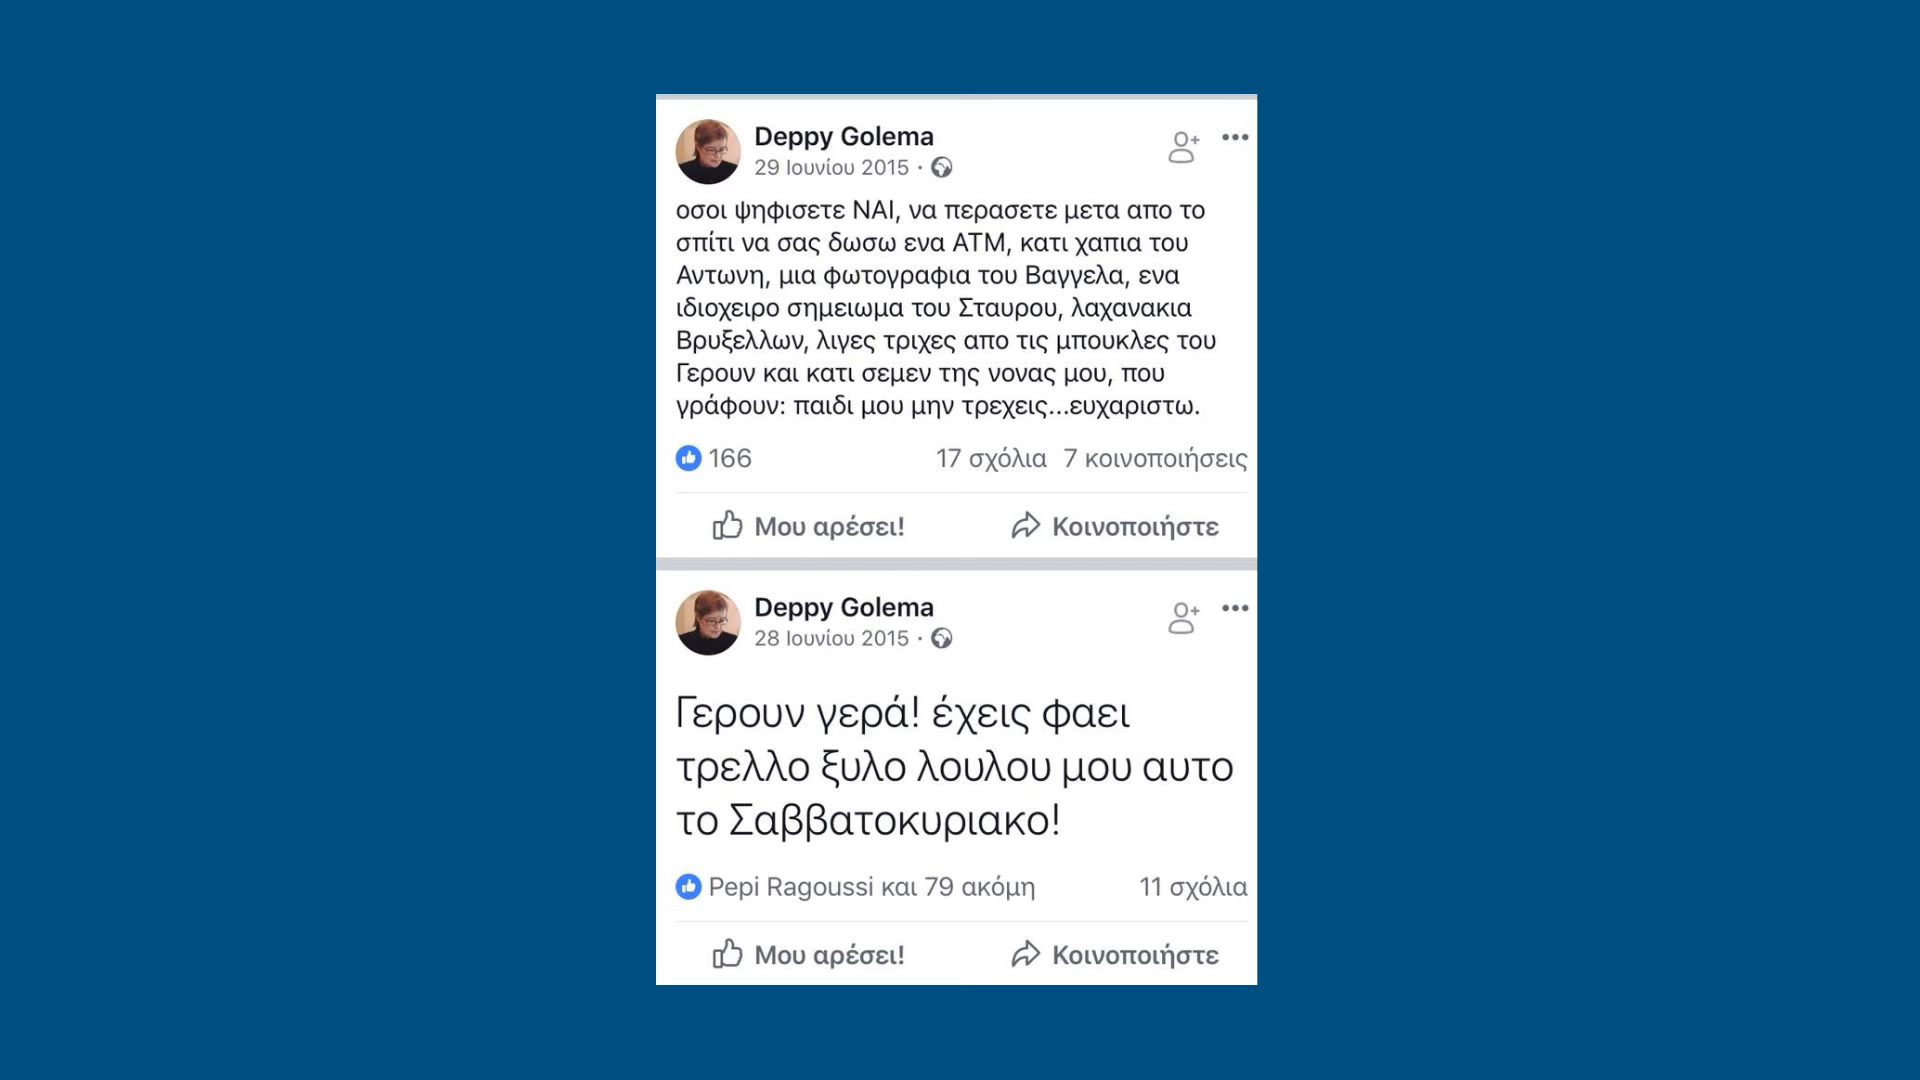 Deppy Golema
29 Ιουνίου 2015 ·
οσοι ψηφισετε ΝΑΙ, να περασετε μετα απο το
σπίτι να σας δωσω ενα ΑΤΜ, κατι χαπια του
Αντωνη, μια φωτογραφια του Βαγγελα, ενα
ιδιοχειρο σημειωμα του Σταυρου, λαχανακια
Βρυξελλων, λιγες τριχες απο τις μπουκλες του
Γερουν και κατι σεμεν της νονας μου, που
γράφουν: παιδι μου μην τρεχεις...ευχαριστω.
166 17 σχόλια 7 κοινοποιήσεις
Μου αρέσει! Κοινοποιήστε
Deppy Golema
28 Ιουνίου 2015 ·
Γερουν γερά! έχεις φαει
τρελλο ξυλο λουλου μου αυτο
το Σαββατοκυριακο!
Pepi Ragoussi και 79 ακόμη 11 σχόλια
Μου αρέσει! Κοινοποιήστε